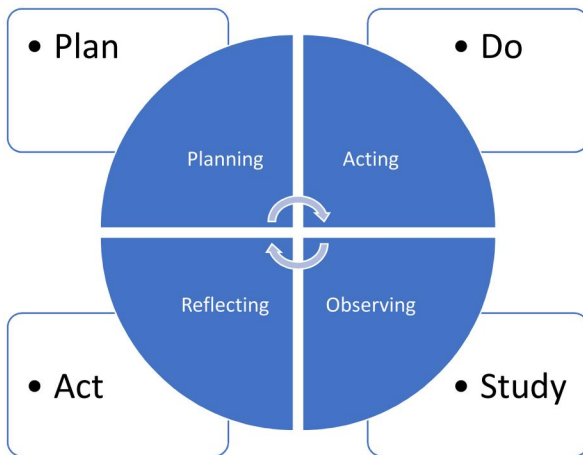 • Plan
• Do
Planning
Acting
Reflecting
Observing
• Act
• Study